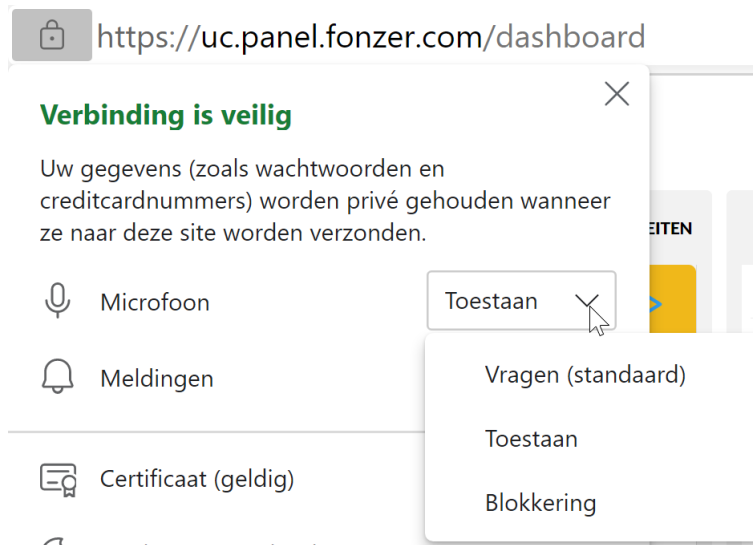 https://uc.panel.fonzer.com/dashboard
Verbinding is veilig
Uw gegevens (zoals wachtwoorden en
creditcardnummers) worden privé gehouden wanneer
ze naar deze site worden verzonden.
EITEN
Microfoon
Toestaan
Meldingen
Vragen (standaard)
Toestaan
Certificaat (geldig)
Blokkering